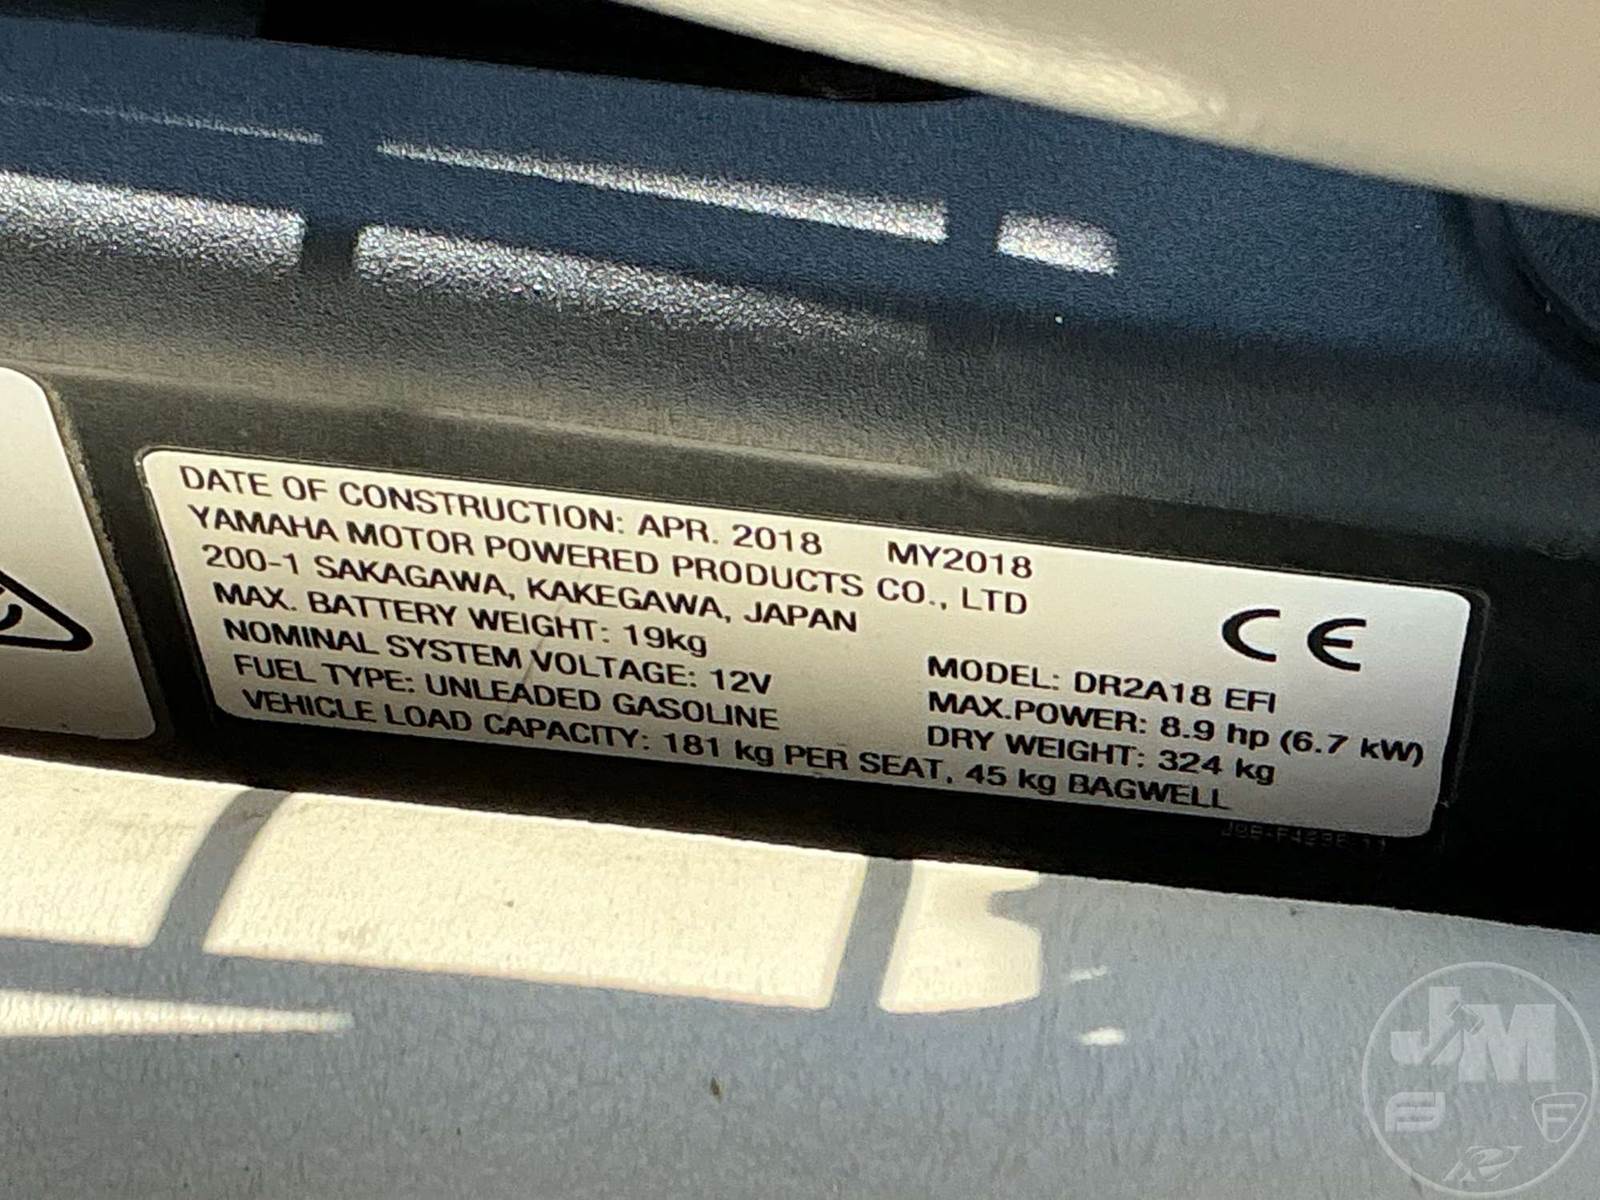 DATE OF CONSTRUCTION: APR. 2018 MY2018
YAMAHA MOTOR POWERED PRODUCTS CO., LTD
200-1 SAKAGAWA, KAKEGAWA, JAPAN
MAX. BATTERY WEIGHT: 19kg
NOMINAL SYSTEM VOLTAGE: 12V
FUEL TYPE: UNLEADED GASOLINE
VEHICLE LOAD CAPACITY: 181 kg PER SEAT, 45 kg BAGWELL
CE
MODEL: DR2A18 EFI
MAX.POWER: 8.9 hp (6.7 kW)
DRY WEIGHT: 324 kg
JM
F